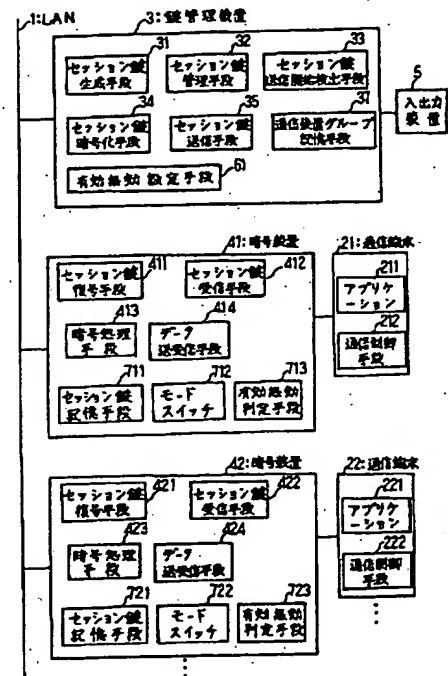 1:LAN
3:鍵管理装置
31
セッション鍵
生成手段
32
セッション鍵
管理手段
33
セッション鍵
送信開始検出手段
34
セッション鍵
暗号化手段
35
セッション鍵
送信手段
37
通信装置グループ
記憶手段
61
有効無効設定手段
5
入出力
装置
41:暗号装置
411
セッション鍵
復号手段
412
セッション鍵
受信手段
413
暗号処理
手段
414
データ
送受信手段
711
セッション鍵
記憶手段
712
モード
スイッチ
713
有効無効
判定手段
21:通信端末
211
アプリケ
ーション
212
通信制御
手段
42:暗号装置
421
セッション鍵
復号手段
422
セッション鍵
受信手段
423
暗号処理
手段
424
データ
送受信手段
721
セッション鍵
記憶手段
722
モード
スイッチ
723
有効無効
判定手段
22:通信端末
221
アプリケ
ーション
222
通信制御
手段